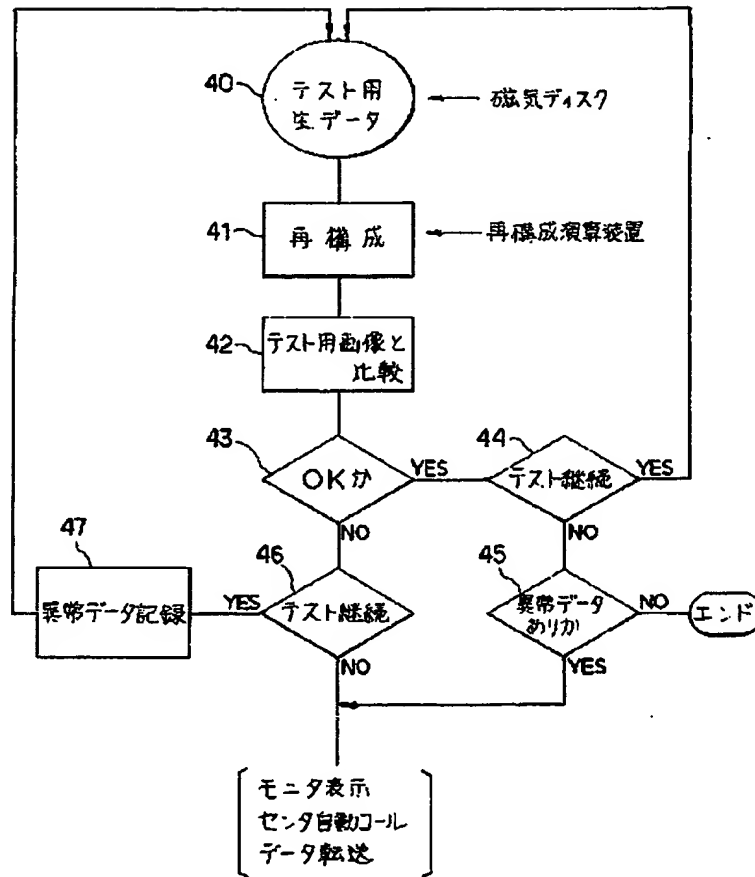 40
テスト用
生データ
磁気ディスク
41
再構成
再構成演算装置
42
テスト用画像と
比較
43
OKか
YES
NO
44
テスト継続
YES
NO
47
異常データ記録
46
テスト継続
YES
NO
45
異常データ
ありか
NO
YES
エンド
モニタ表示
センタ自動コール
データ転送